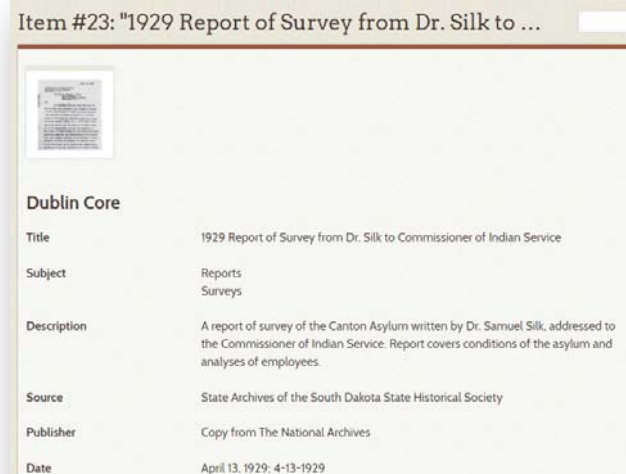 Item #23: "1929 Report of Survey from Dr. Silk to ...
Dublin Core
Title
1929 Report of Survey from Dr. Silk to Commissioner of Indian Service
Subject
Reports
Surveys
Description
A report of survey of the Canton Asylum written by Dr. Samuel Silk, addressed to
the Commissioner of Indian Service. Report covers conditions of the asylum and
analyses of employees.
Source
State Archives of the South Dakota State Historical Society
Publisher
Copy from The National Archives
Date
April 13, 1929; 4-13-1929